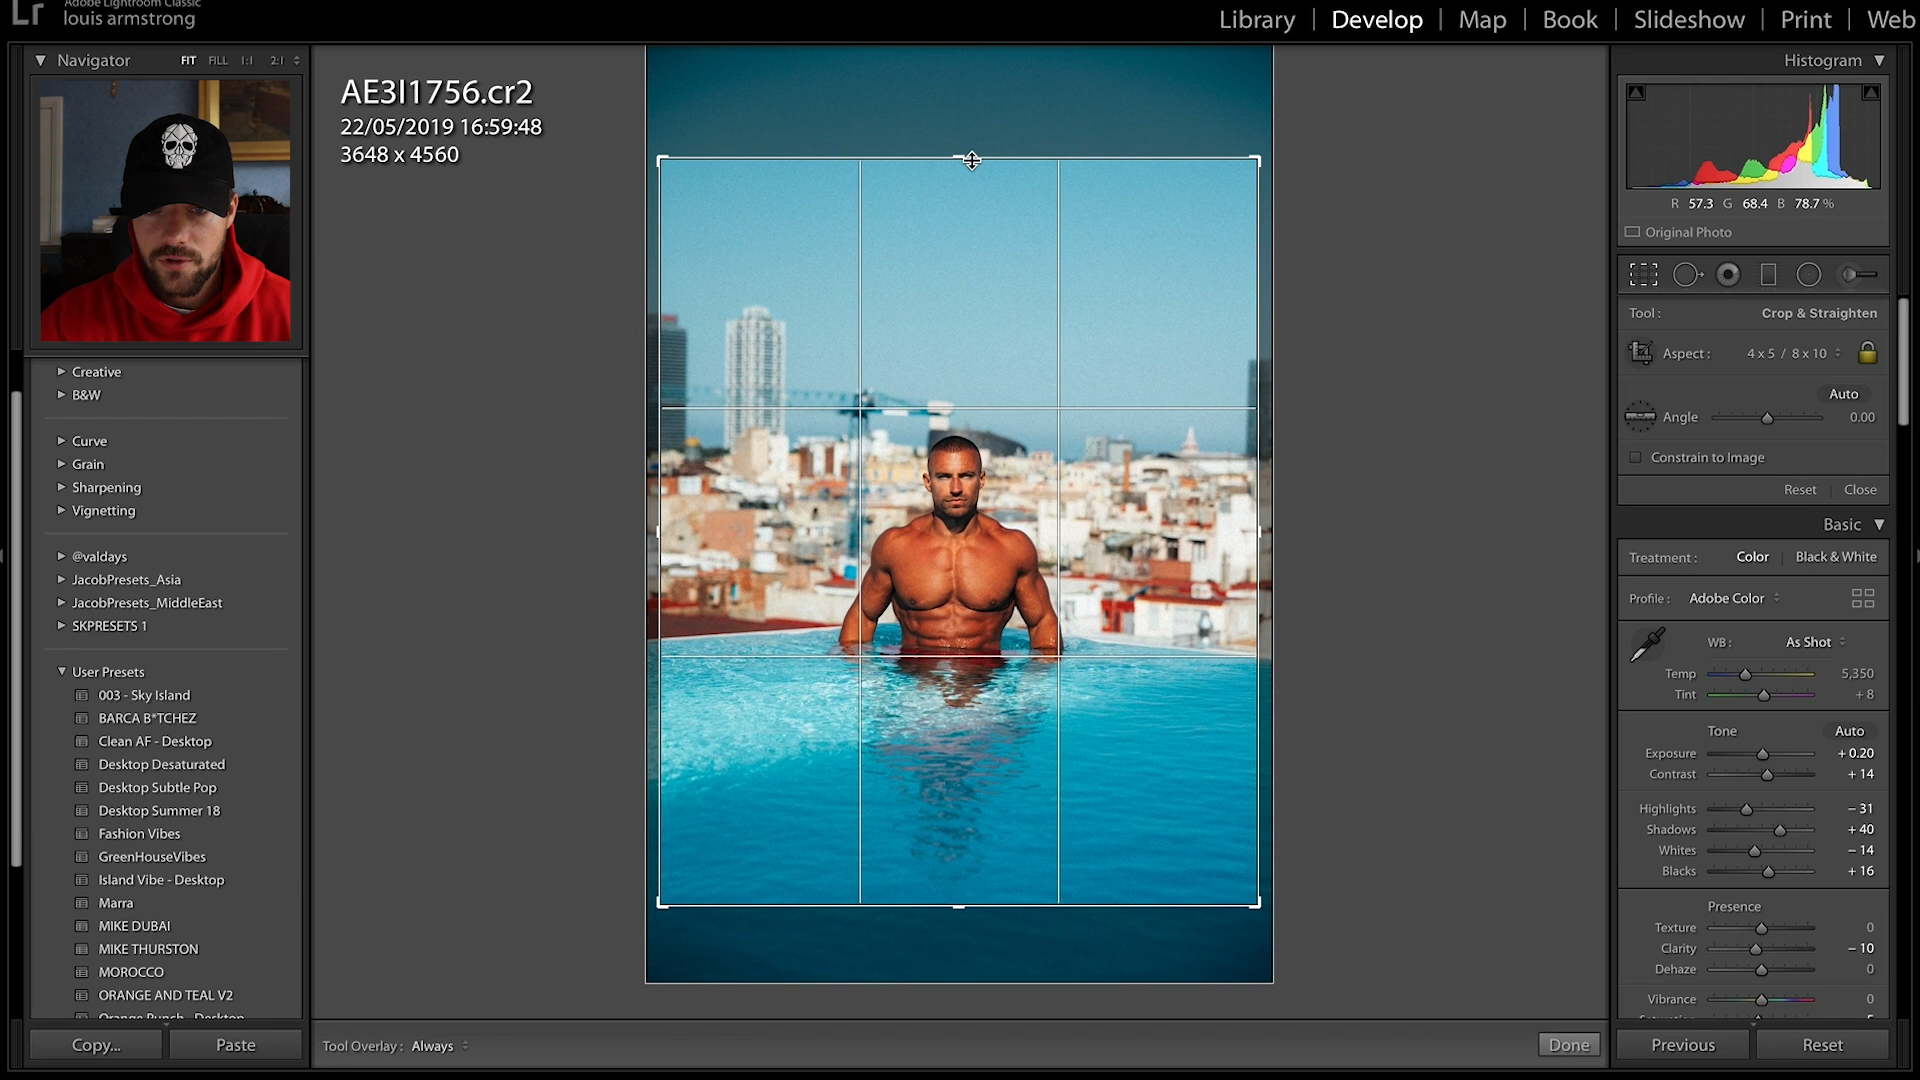 Lr
Adobe Lightroom Classic
louis armstrong
Library | Develop | Map | Book | Slideshow | Print | Web
Navigator FIT FILL 1:1 2:1
Creative
B&W
Curve
Grain
Sharpening
Vignetting
@valdays
JacobPresets_Asia
JacobPresets_MiddleEast
SKPRESETS 1
User Presets
003 - Sky Island
BARCA B*TCHEZ
Clean AF - Desktop
Desktop Desaturated
Desktop Subtle Pop
Desktop Summer 18
Fashion Vibes
GreenHouseVibes
Island Vibe - Desktop
Marra
MIKE DUBAI
MIKE THURSTON
MOROCCO
ORANGE AND TEAL V2
Orange Punch - Desktop
Copy... Paste
AE3I1756.cr2
22/05/2019 16:59:48
3648 x 4560
Tool Overlay : Always
Done
Histogram
R 57.3 G 68.4 B 78.7 %
Original Photo
Tool : Crop & Straighten
Aspect : 4 x 5 / 8 x 10
Auto
Angle 0.00
Constrain to Image
Reset | Close
Basic
Treatment : Color | Black & White
Profile : Adobe Color
WB : As Shot
Temp 5,350
Tint + 8
Tone Auto
Exposure + 0.20
Contrast + 14
Highlights − 31
Shadows + 40
Whites − 14
Blacks + 16
Presence
Texture 0
Clarity − 10
Dehaze 0
Vibrance 0
Previous Reset